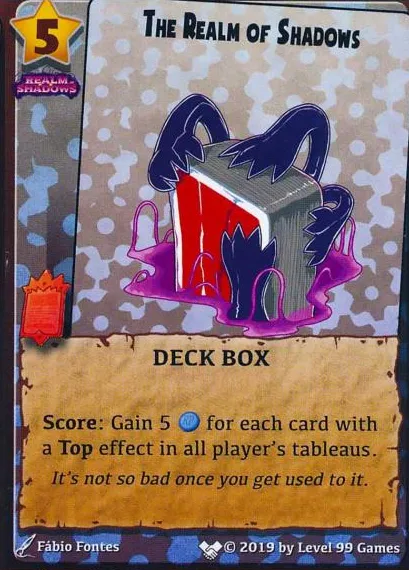 5
THE REALM OF SHADOWS
REALM OF SHADOWS
DECK BOX
Score: Gain 5 for each card with
a Top effect in all player's tableaus.
It's not so bad once you get used to it.
Fábio Fontes
© 2019 by Level 99 Games